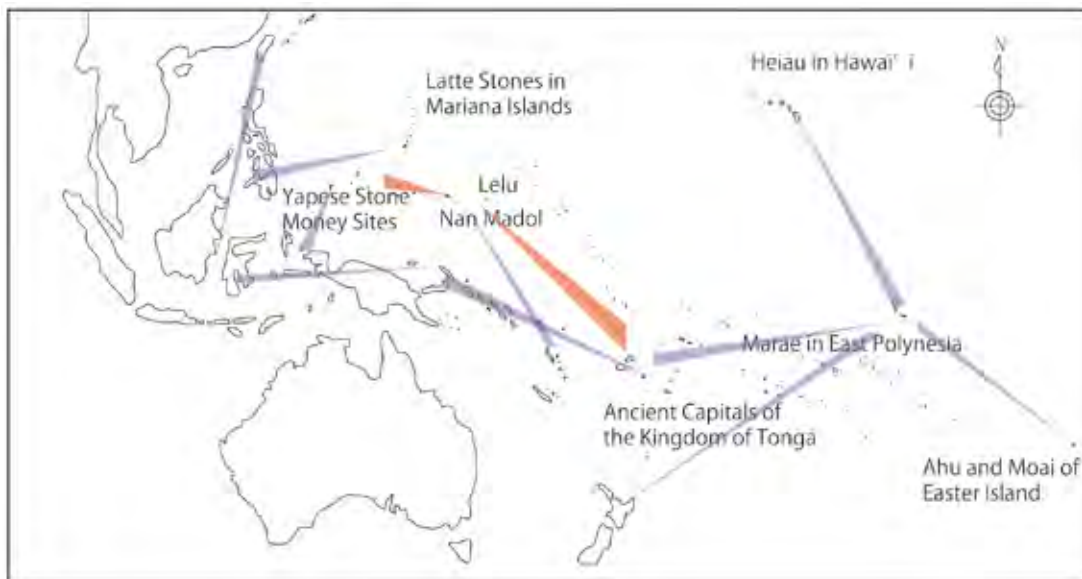 N
Heiau in Hawai'i
Latte Stones in
Mariana Islands
Lelu
Yapese Stone
Money Sites
Nan Madol
Marae in East Polynesia
Ancient Capitals of
the Kingdom of Tonga
Ahu and Moai of
Easter Island